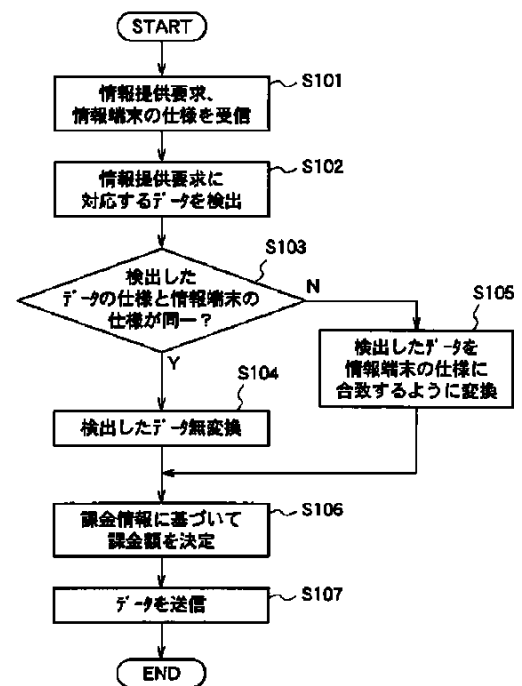 START
S101
情報提供要求、
情報端末の仕様を受信
S102
情報提供要求に
対応するデータを検出
S103
検出した
データの仕様と情報端末の
仕様が同一?
N
Y
S105
検出したデータを
情報端末の仕様に
合致するように変換
S104
検出したデータ無変換
S106
課金情報に基づいて
課金額を決定
S107
データを送信
END